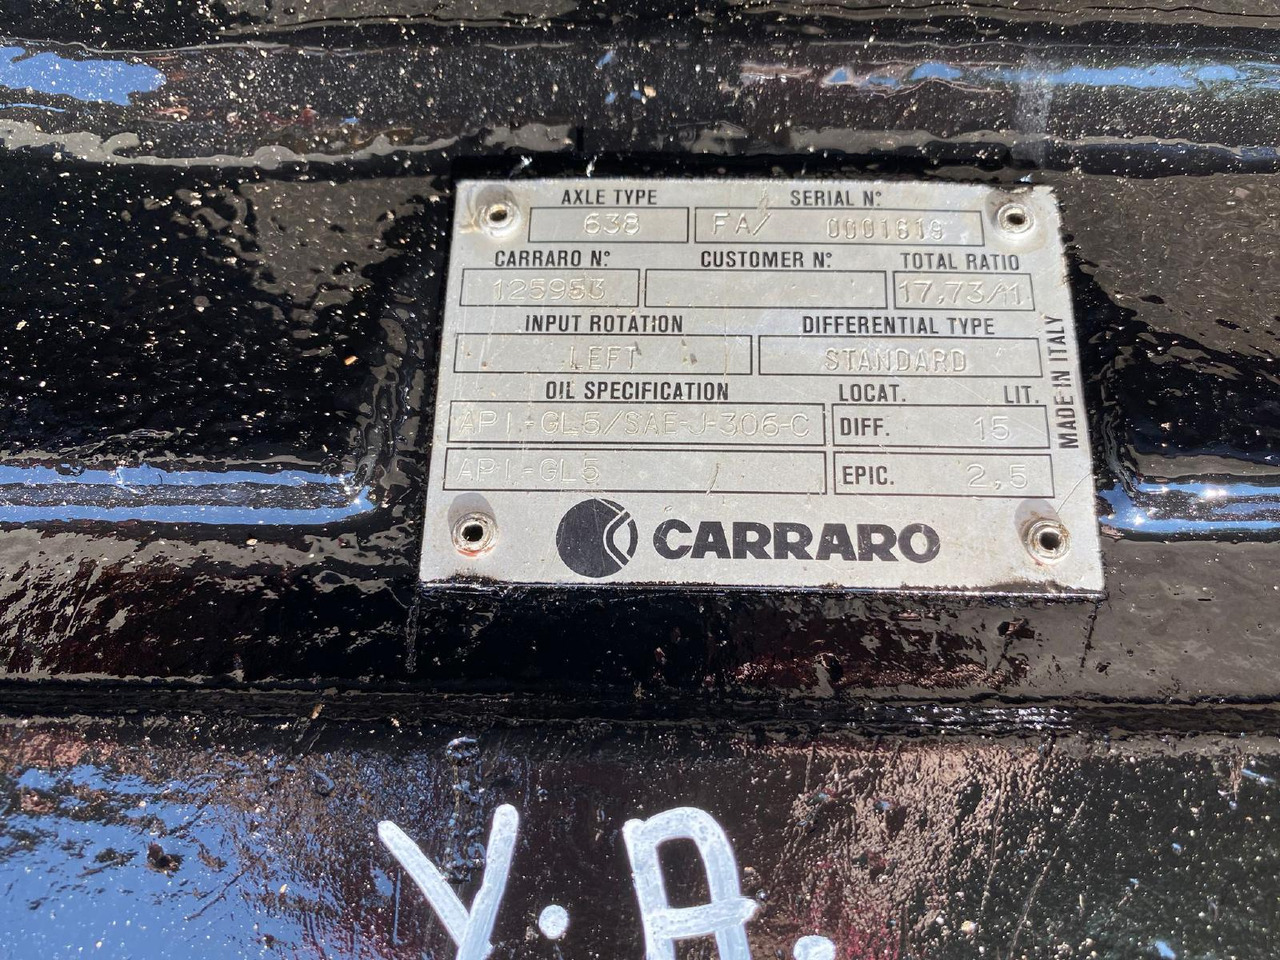 AXLE TYPE SERIAL N°
638 FA/ 0001619
CARRARO N° CUSTOMER N° TOTAL RATIO
125953 17,73/1
INPUT ROTATION DIFFERENTIAL TYPE
LEFT STANDARD
OIL SPECIFICATION LOCAT. LIT.
API-GL5/SAE-J-306-C DIFF. 15
API-GL5 / EPIC. 2,5
MADE IN ITALY
CARRARO
Y.A.